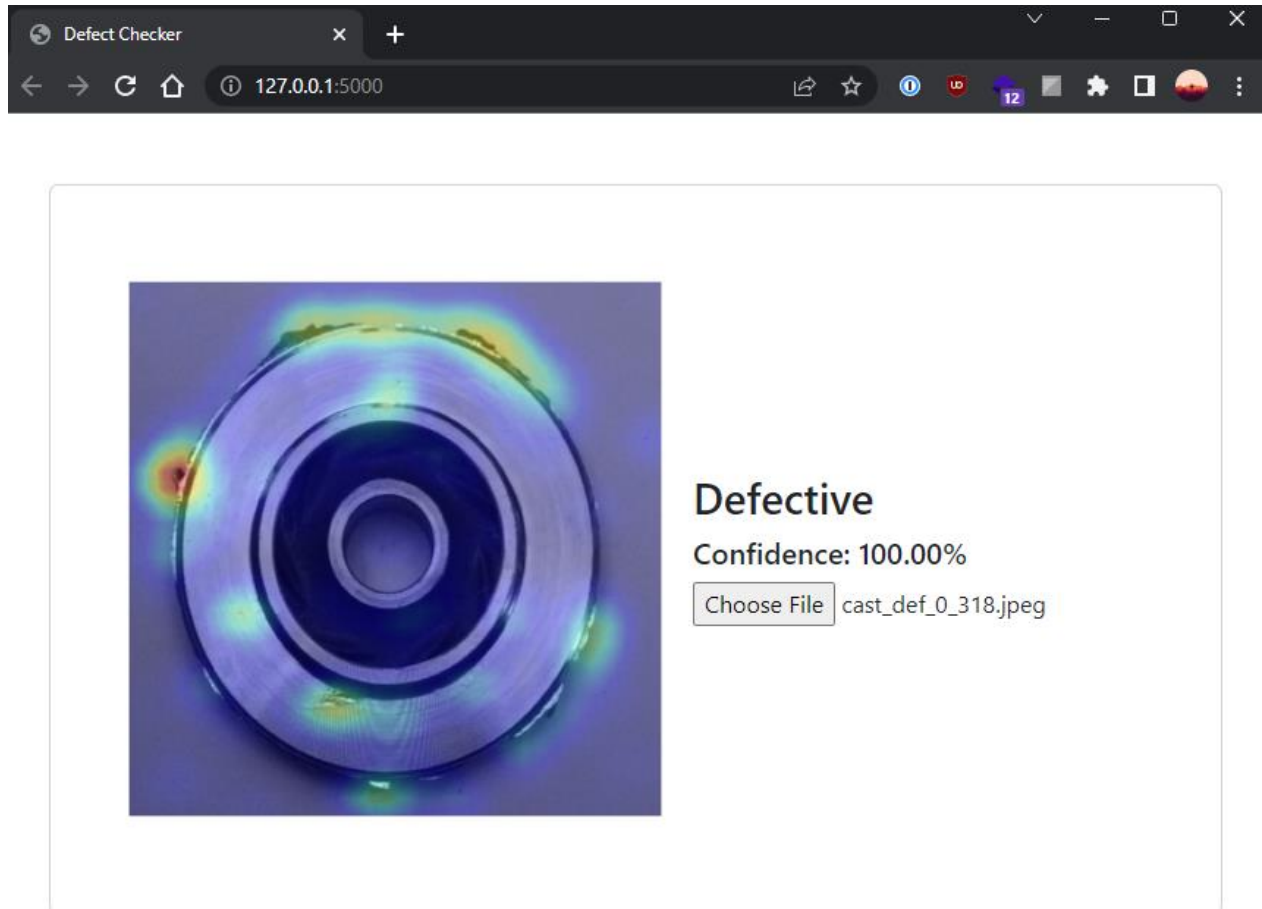 Defect Checker
127.0.0.1:5000
12
Defective
Confidence: 100.00%
Choose File cast_def_0_318.jpeg